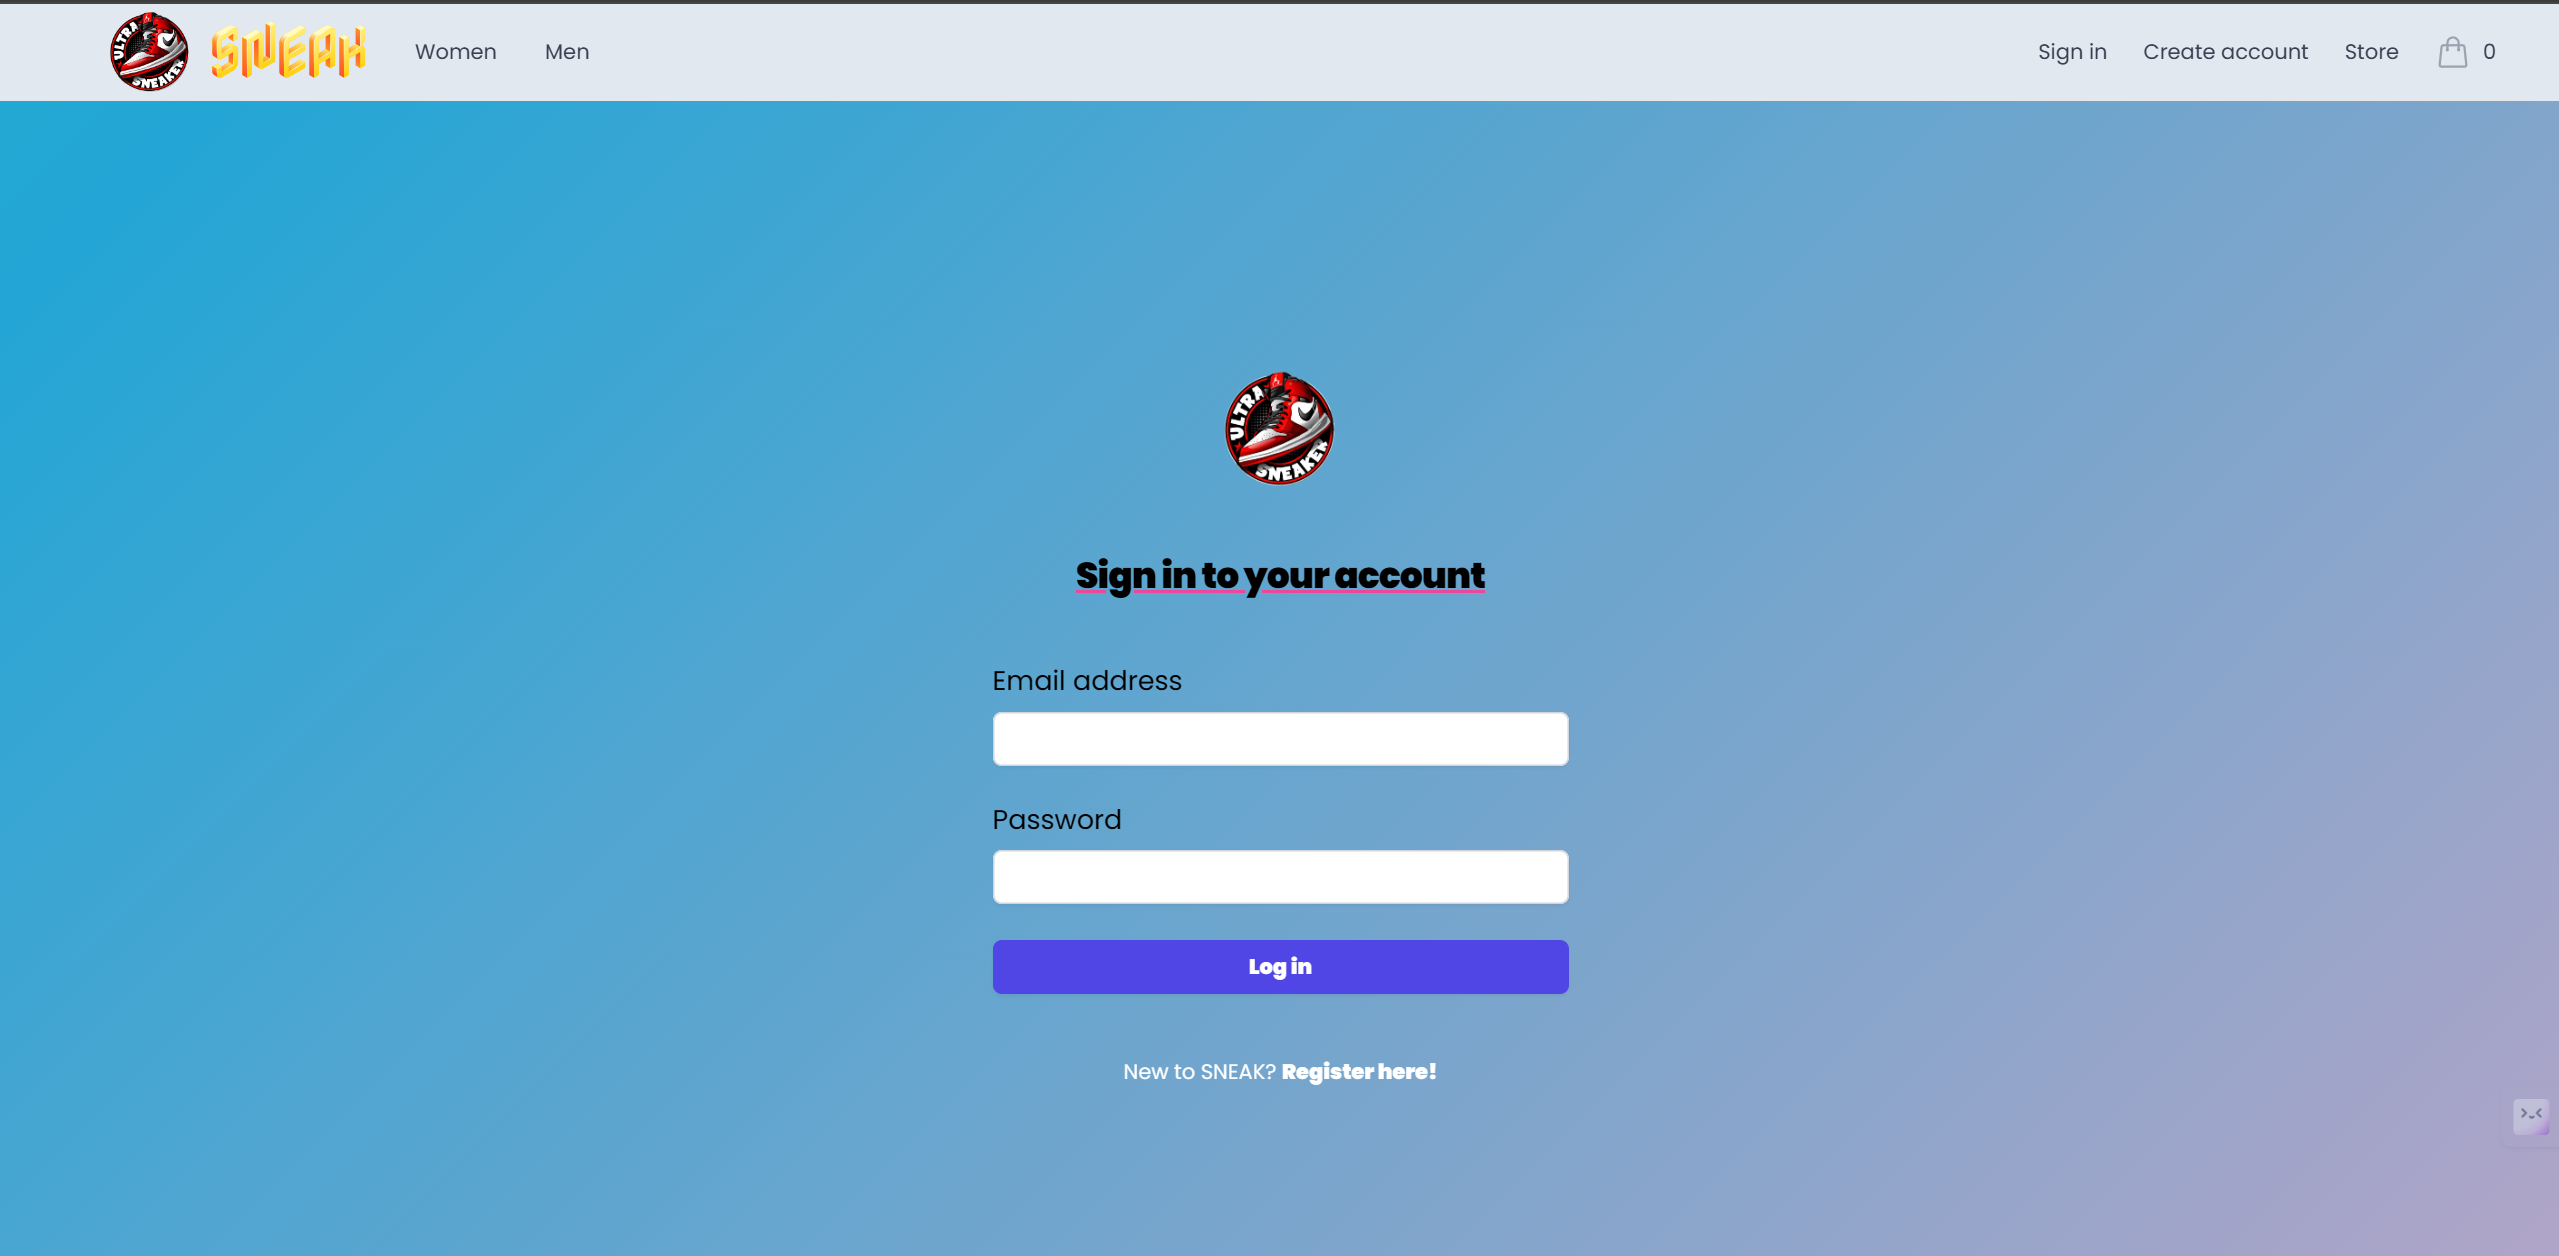 ULTRA SNEAKER SNEAK Women Men Sign in Create account Store 0
ULTRA
SNEAKER
Sign in to your account
Email address
Password
Log in
New to SNEAK? Register here!